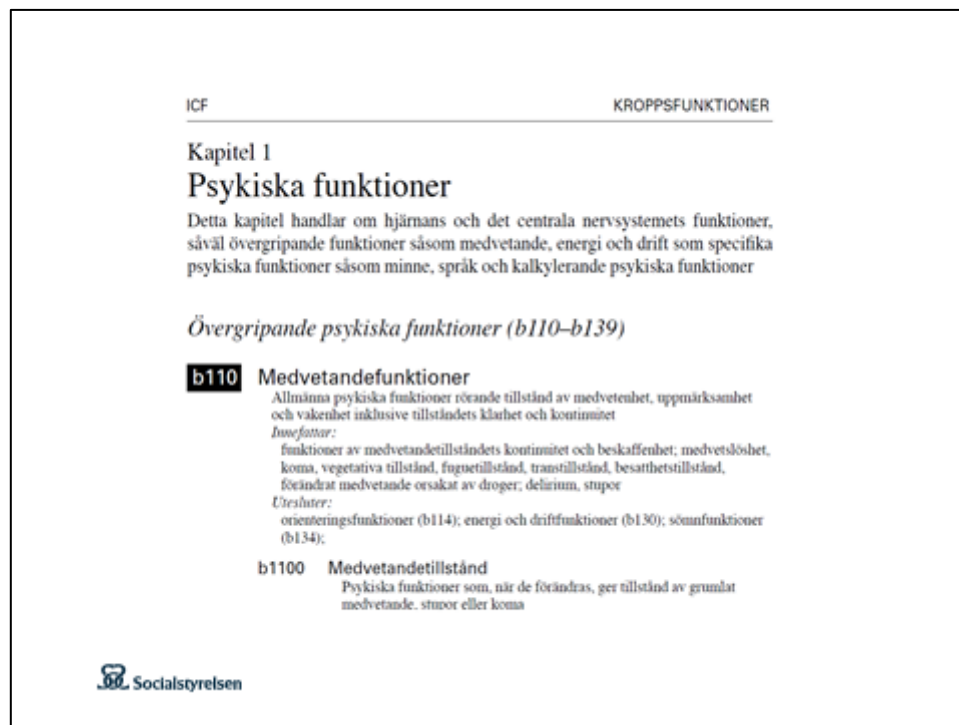 ICF KROPPSFUNKTIONER
Kapitel 1
Psykiska funktioner
Detta kapitel handlar om hjärnans och det centrala nervsystemets funktioner,
såväl övergripande funktioner såsom medvetande, energi och drift som specifika
psykiska funktioner såsom minne, språk och kalkylerande psykiska funktioner
Övergripande psykiska funktioner (b110–b139)
b110 Medvetandefunktioner
Allmänna psykiska funktioner rörande tillstånd av medvetenhet, uppmärksamhet
och vakenhet inklusive tillståndets klarhet och kontinuitet
Innefattar:
funktioner av medvetandetillståndets kontinuitet och beskaffenhet; medvetslöshet,
koma, vegetativa tillstånd, fuguetillstånd, transtillstånd, besatthetstillstånd,
förändrat medvetande orsakat av droger; delirium, stupor
Utesluter:
orienteringsfunktioner (b114); energi och driftfunktioner (b130); sömnfunktioner
(b134);
b1100 Medvetandetillstånd
Psykiska funktioner som, när de förändras, ger tillstånd av grumlat
medvetande, stupor eller koma
Socialstyrelsen